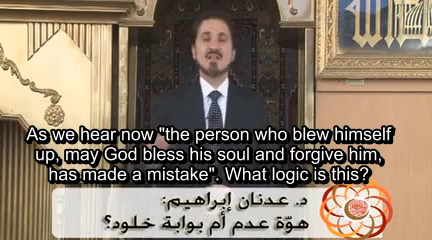 As we hear now "the person who blew himself
up, may God bless his soul and forgive him,
has made a mistake". What logic is this?
د. عدنان إبراهيم:
هوّة عدم أم بوابة خلود؟